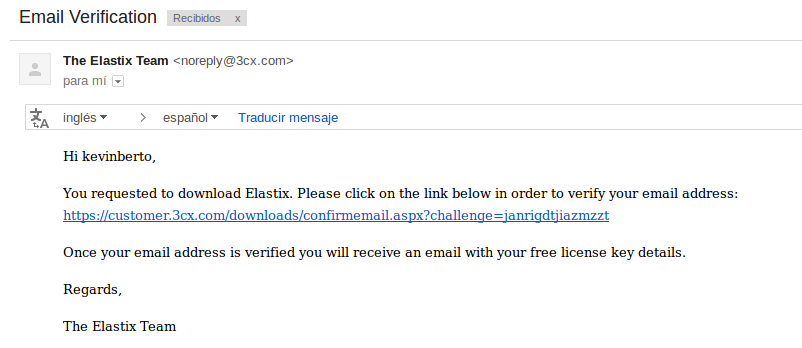 Email Verification Recibidos x
The Elastix Team <noreply@3cx.com>
para mí
inglés > español Traducir mensaje
Hi kevinberto,
You requested to download Elastix. Please click on the link below in order to verify your email address:
https://customer.3cx.com/downloads/confirmemail.aspx?challenge=janrigdtjiazmzzt
Once your email address is verified you will receive an email with your free license key details.
Regards,
The Elastix Team